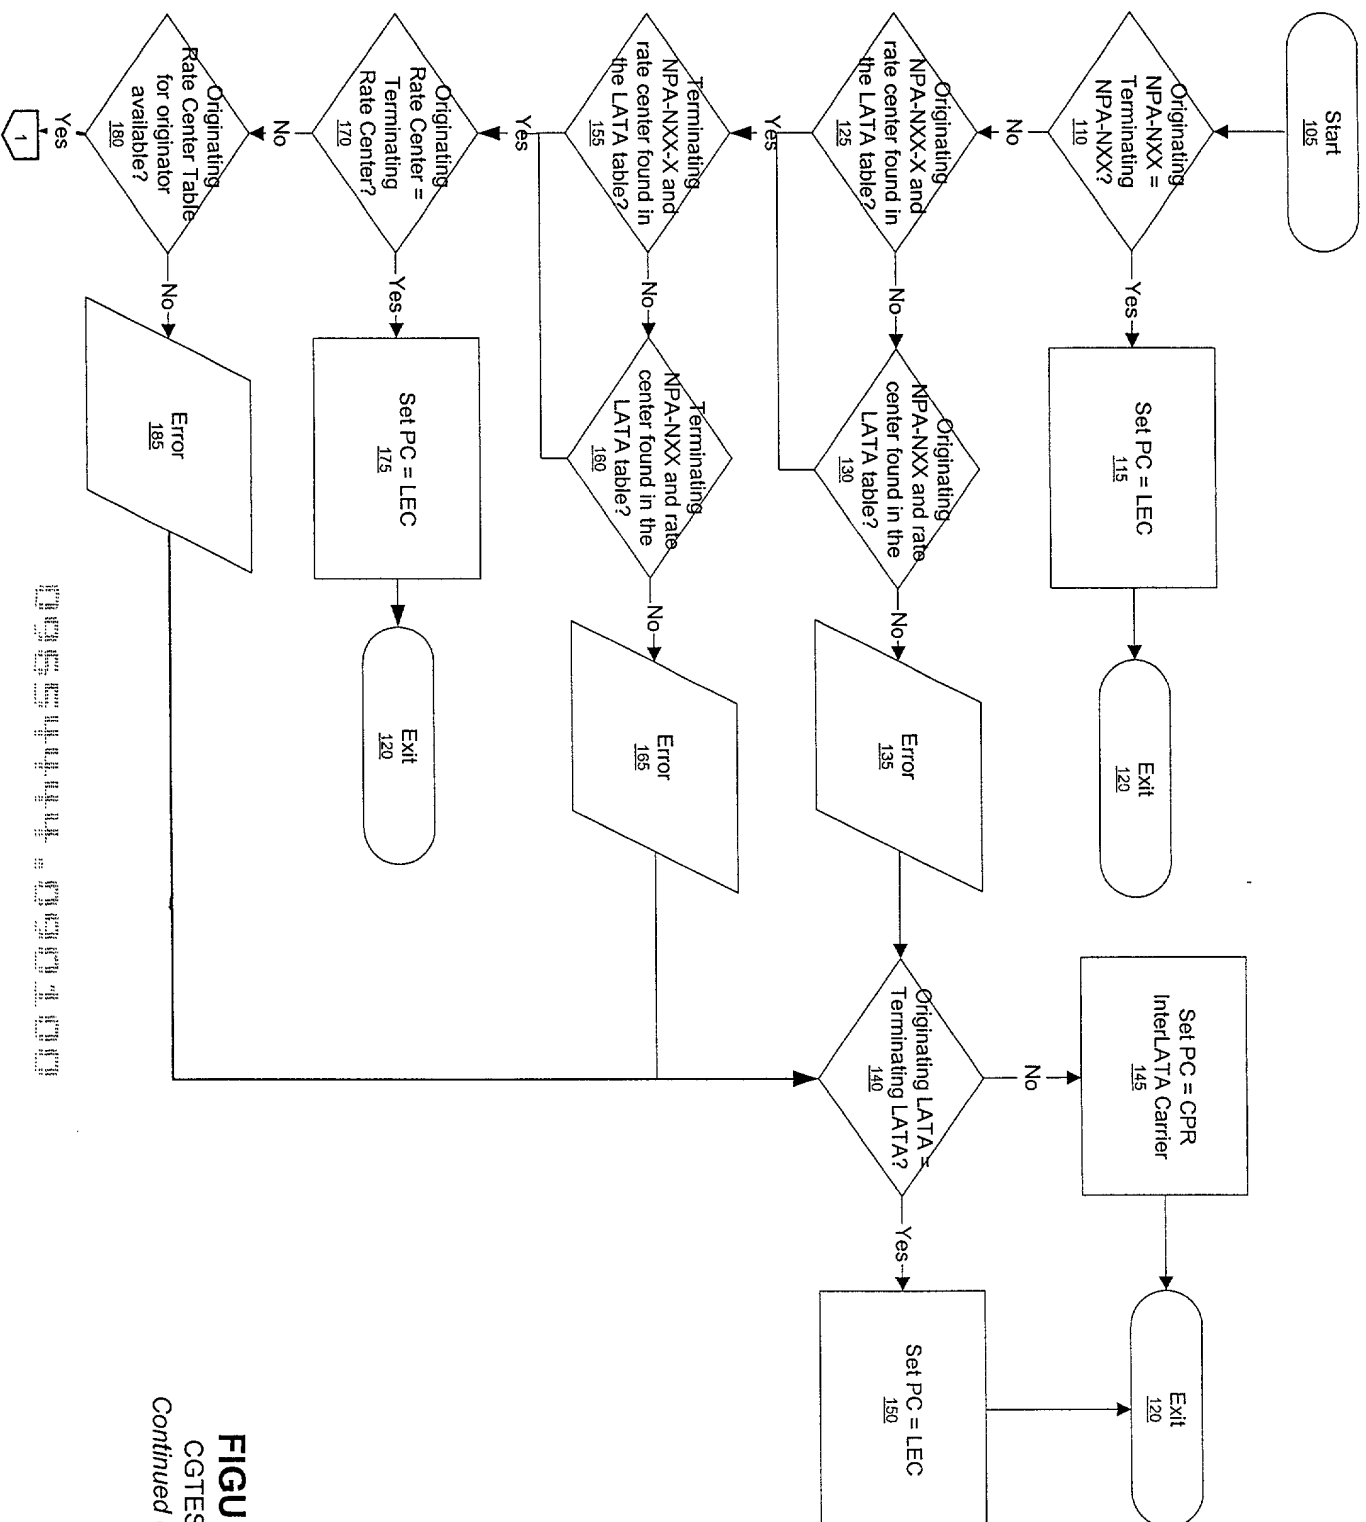 Start
105
Originating
NPA-NXX =
Terminating
NPA-NXX?
110
Yes
Set PC = LEC
115
Exit
120
No
Originating
NPA-NXX-X and
rate center found in
the LATA table?
125
No
Originating
NPA-NXX and rate
center found in the
LATA table?
130
No
Error
135
Originating LATA =
Terminating LATA?
140
No
Set PC = CPR
InterLATA Carrier
145
Exit
120
Yes
Set PC = LEC
150
Yes
Terminating
NPA-NXX-X and
rate center found in
the LATA table?
155
No
Terminating
NPA-NXX and rate
center found in the
LATA table?
160
No
Error
165
Yes
Originating
Rate Center =
Terminating
Rate Center?
170
Yes
Set PC = LEC
175
Exit
120
No
Originating
Rate Center Table
for originator
available?
180
No
Error
185
Yes
1
FIGU
CGTES
Continued